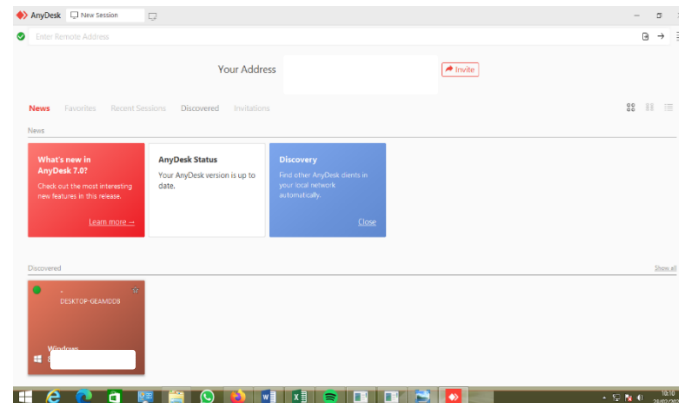 AnyDesk New Session
Enter Remote Address
Your Address
Invite
News Favorites Recent Sessions Discovered Invitations
News
What's new in
AnyDesk 7.0?
Check out the most interesting
new features in this release.
Learn more →
AnyDesk Status
Your AnyDesk version is up to
date.
Discovery
Find other AnyDesk clients in
your local network
automatically.
Close
Discovered
Show all
Windows
10:10